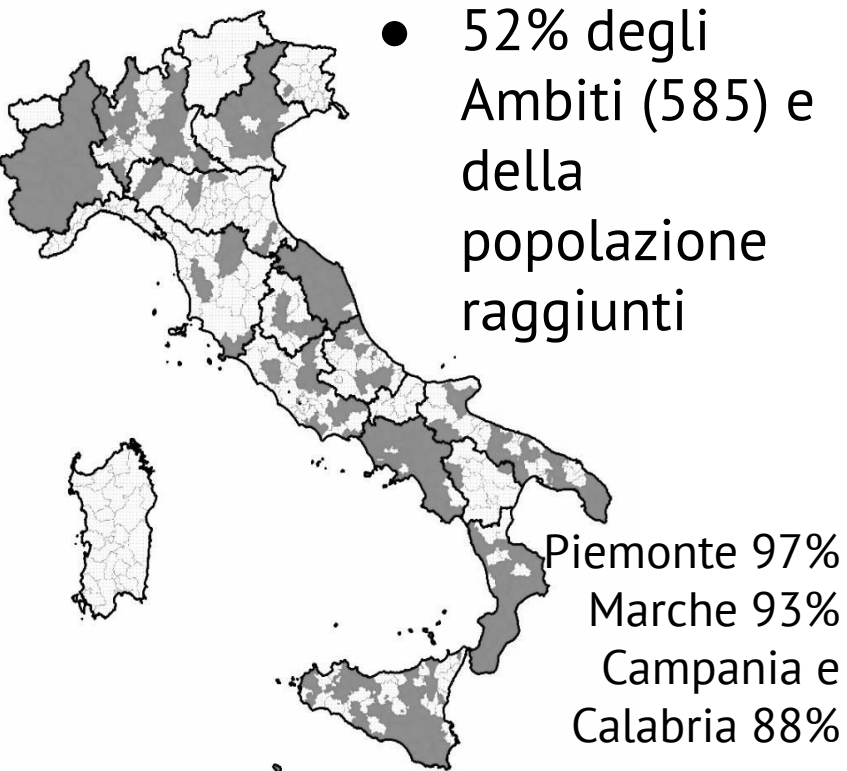 ● 52% degli
Ambiti (585) e
della
popolazione
raggiunti
Piemonte 97%
Marche 93%
Campania e
Calabria 88%